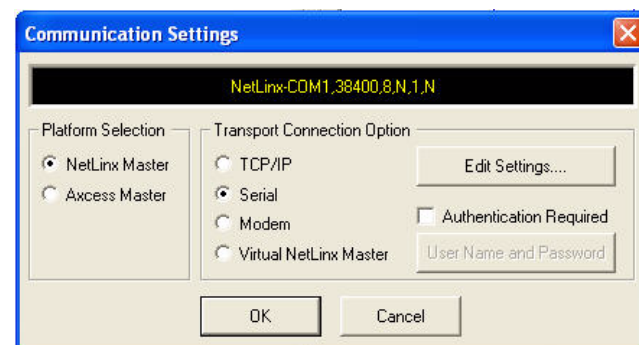 Communication Settings
NetLinx-COM1,38400,8,N,1,N
Platform Selection
NetLinx Master
Axcess Master
Transport Connection Option
TCP/IP
Serial
Modem
Virtual NetLinx Master
Edit Settings....
Authentication Required
User Name and Password
OK
Cancel